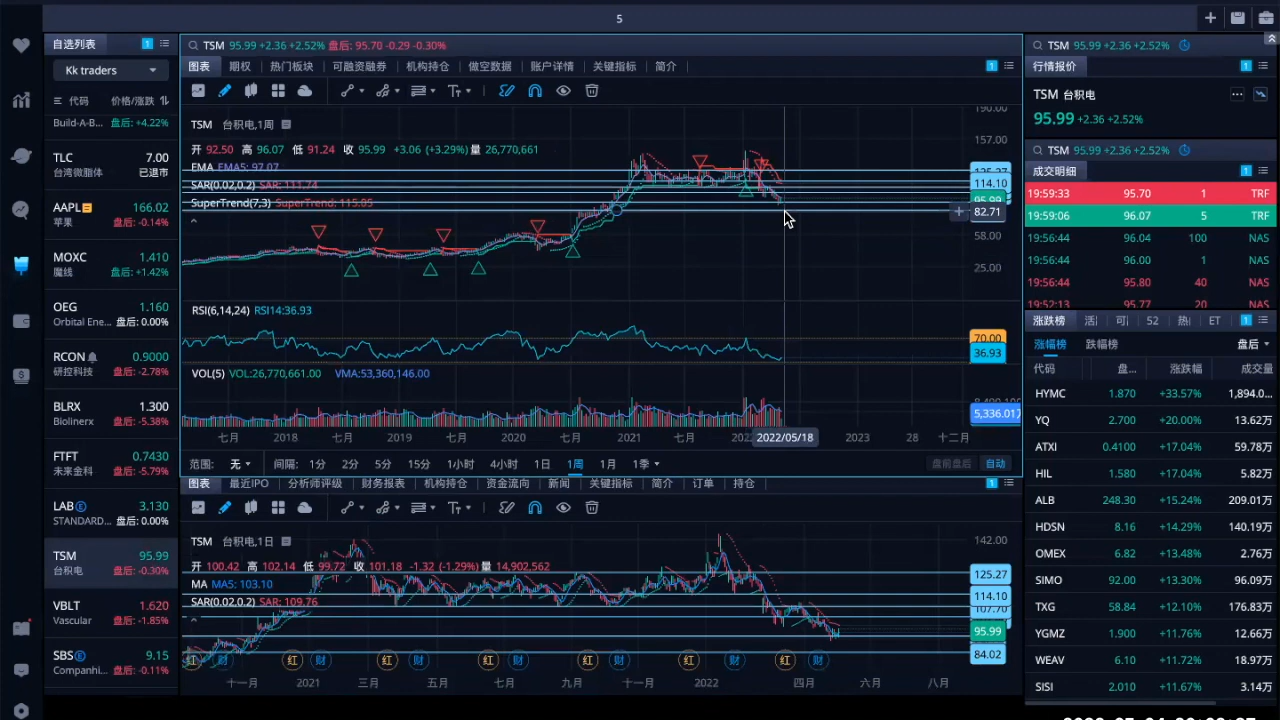 5
自选列表
1
Kk traders
代码
价格/涨跌
Build-A-B... 盘后: +4.22%
TLC 7.00
台湾微脂体 已退市
AAPL 166.02
苹果 盘后: -0.14%
MOXC 1.410
魔线 盘后: +1.42%
OEG 1.160
Orbital Ene... 盘后: 0.00%
RCON 0.9000
研控科技 盘后: -2.78%
BLRX 1.300
Biolinerx 盘后: -5.38%
FTFT 0.7430
未来金科 盘后: -5.79%
LAB 3.130
STANDARD... 盘后: 0.00%
TSM 95.99
台积电 盘后: -0.30%
VBLT 1.620
Vascular 盘后: -1.85%
SBS 9.15
Companhi... 盘后: -0.11%
TSM 95.99 +2.36 +2.52% 盘后: 95.70 -0.29 -0.30%
图表 期权 热门板块 可融资融券 机构持仓 做空数据 账户详情 关键指标 简介 1
TSM 台积电,1周
开 92.50 高 96.07 低 91.24 收 95.99 +3.06 (+3.29%) 量 26,770,661
EMA EMA5: 97.07
SAR(0.02,0.2) SAR: 111.74
SuperTrend(7,3) SuperTrend: 115.85
190.00
157.00
125.27
114.10
95.99
82.71
58.00
25.00
RSI(6,14,24) RSI14:36.93
70.00
36.93
VOL(5) VOL:26,770,661.00 VMA:53,360,146.00
5,336.017
七月 2018 七月 2019 七月 2020 七月 2021 七月 2022/05/18 2023 28 十二月
范围: 无 间隔: 1分 2分 5分 15分 1小时 4小时 1日 1周 1月 1季 盘前盘后 自动
图表 最近IPO 分析师评级 财务报表 机构持仓 资金流向 新闻 关键指标 简介 订单 持仓 1
TSM 台积电,1日
开 100.42 高 102.14 低 99.72 收 101.18 -1.32 (-1.29%) 量 14,902,562
MA MA5: 103.10
SAR(0.02,0.2) SAR: 109.76
142.00
125.27
114.10
107.70
95.99
84.02
红 财 红 财 红 财 红 财 红 财 红 财 红 财
十一月 2021 三月 五月 七月 九月 十一月 2022 四月 六月 八月
TSM 95.99 +2.36 +2.52%
行情报价 1
TSM 台积电
95.99 +2.36 +2.52%
TSM 95.99 +2.36 +2.52%
成交明细 1
19:59:33 95.70 1 TRF
19:59:06 96.07 5 TRF
19:56:44 96.04 100 NAS
19:56:44 96.00 1 NAS
19:56:44 95.80 40 NAS
19:52:13 95.77 20 NAS
涨跌榜 52 ET 1
涨幅榜 跌幅榜 盘后
代码 盘... 涨跌幅 成交量
HYMC 1.870 +33.57% 1,894.0...
YQ 2.700 +20.00% 13.62万
ATXI 0.4100 +17.04% 59.78万
HIL 1.580 +17.04% 5.82万
ALB 248.30 +15.24% 209.01万
HDSN 8.16 +14.29% 140.19万
OMEX 6.82 +13.48% 2.76万
SIMO 92.00 +13.30% 96.09万
TXG 58.84 +12.10% 176.83万
YGMZ 1.900 +11.76% 12.66万
WEAV 6.10 +11.72% 18.97万
SISI 2.010 +11.67% 3.14万